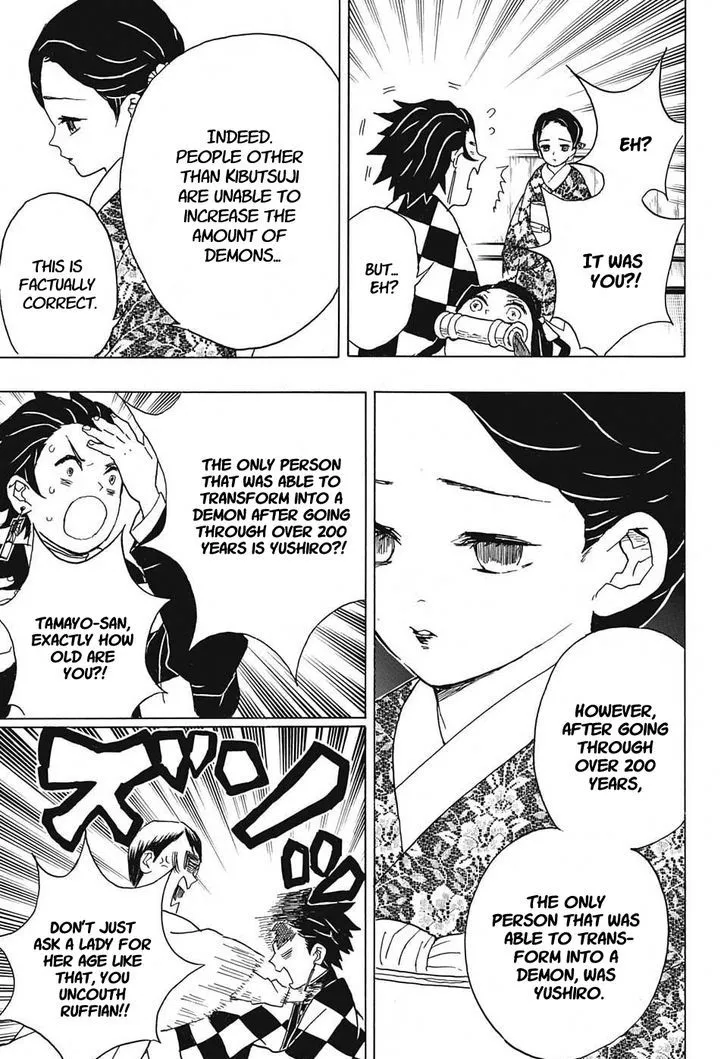 EH?
IT WAS
YOU?!
BUT...
EH?
INDEED.
PEOPLE OTHER
THAN KIBUTSUJI
ARE UNABLE TO
INCREASE THE
AMOUNT OF
DEMONS...
THIS IS
FACTUALLY
CORRECT.
HOWEVER,
AFTER GOING
THROUGH
OVER 200
YEARS,
THE ONLY
PERSON THAT WAS
ABLE TO TRANS-
FORM INTO A
DEMON, WAS
YUSHIRO.
THE ONLY PERSON
THAT WAS ABLE TO
TRANSFORM INTO A
DEMON AFTER GOING
THROUGH OVER 200
YEARS IS YUSHIRO?!
TAMAYO-SAN,
EXACTLY HOW
OLD ARE
YOU?!
ズガッ
DON'T JUST
ASK A LADY FOR
HER AGE LIKE
THAT, YOU
UNCOUTH
RUFFIAN!!